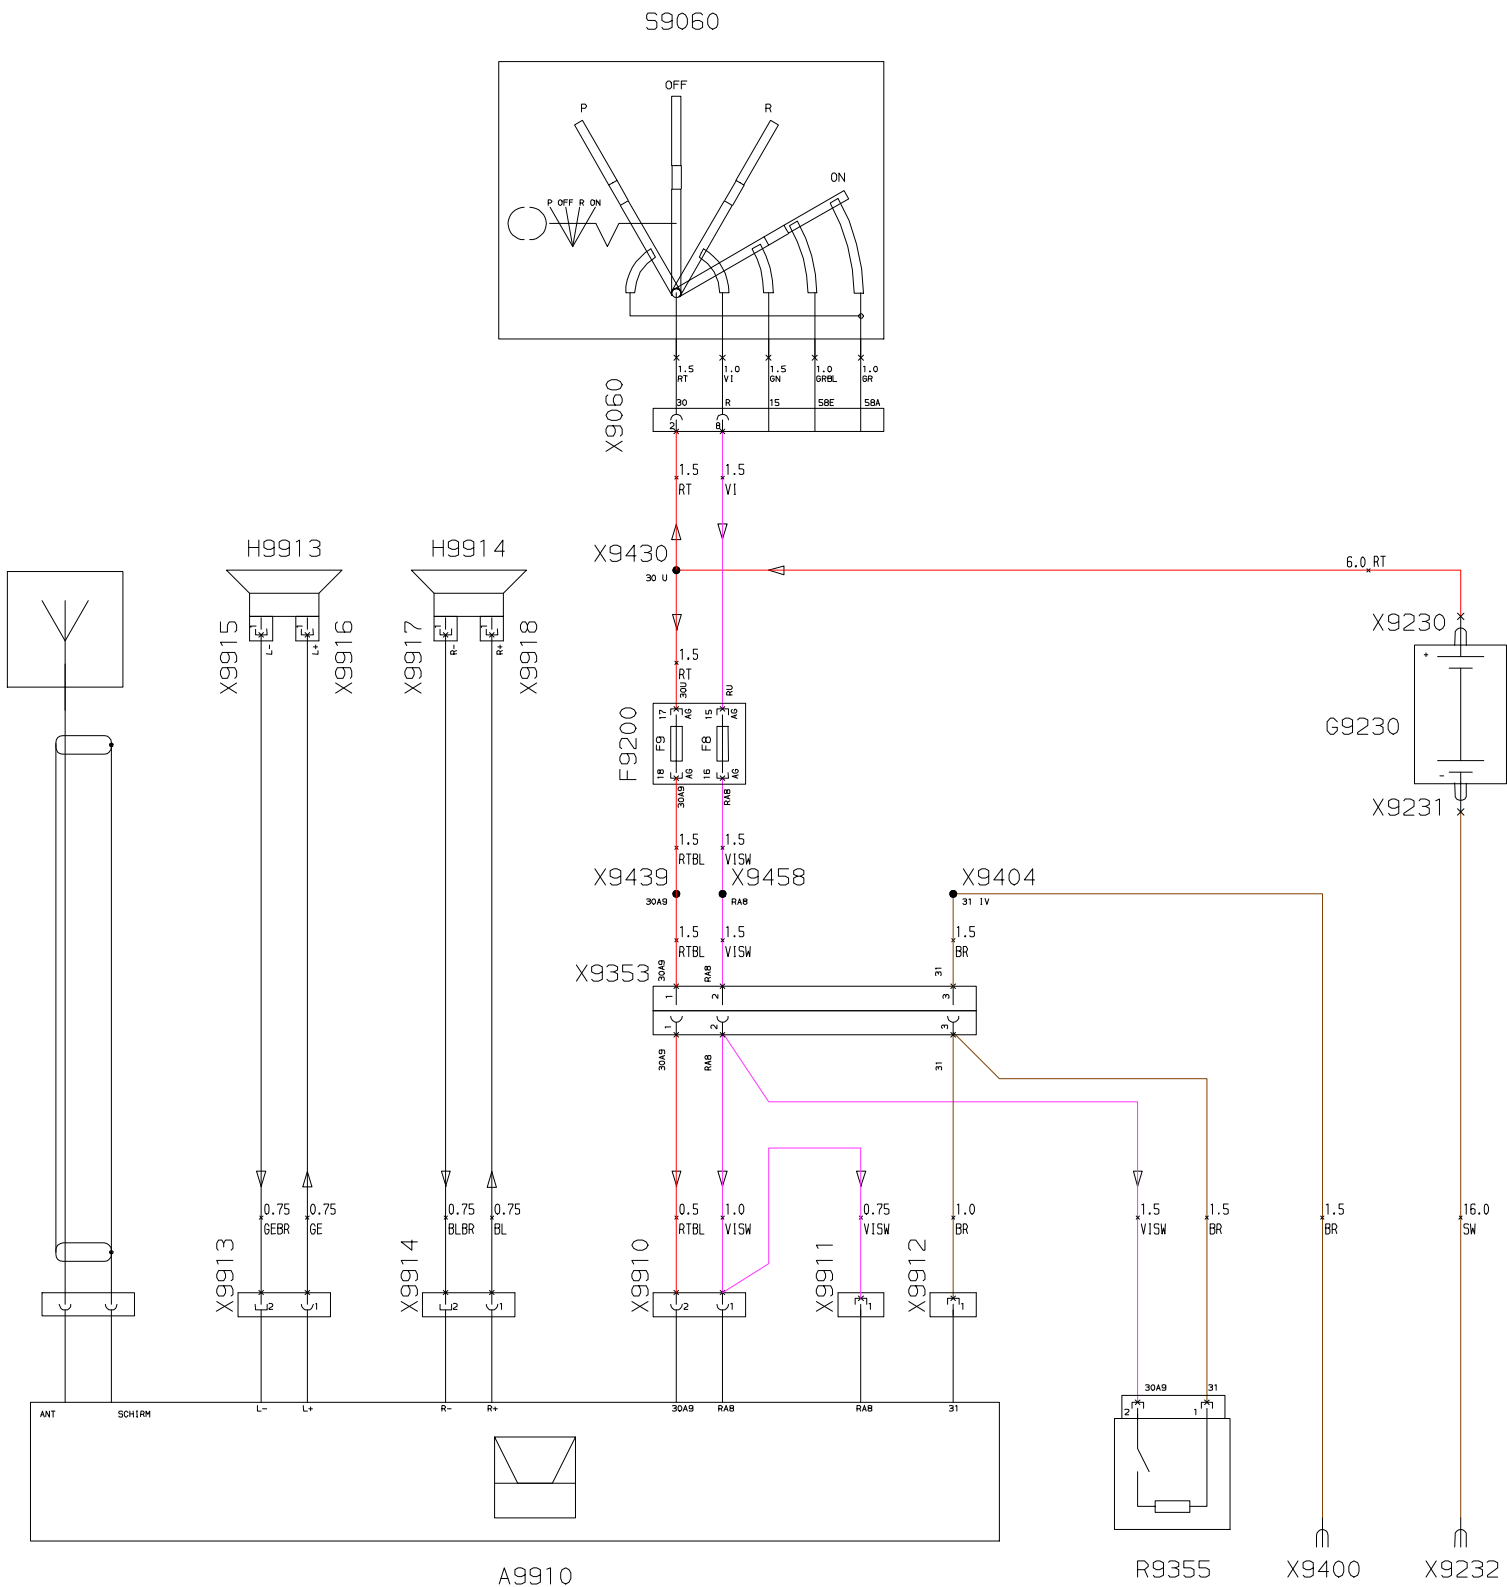 S9060
OFF
P
R
ON
P OFF R ON
1.5 RT
1.0 VI
1.5 GN
1.0 GRBL
1.0 GR
X9060
30 R 15 58E 58A
2 8
1.5 RT
1.5 VI
X9430
30 U
6.0 RT
H9913
H9914
X9915
1 L-
1 L+
X9916
X9917
1 R-
1 R+
X9918
X9230
+
G9230
-
X9231
1.5 RT
30U
RU
F9200
17 AG
15 AG
F9
F8
18 AG
16 AG
30A9
RA8
1.5 RTBL
1.5 VISW
X9439
30A9
X9458
RA8
X9404
31 IV
1.5 RTBL
1.5 VISW
1.5 BR
X9353
30A9
RA8
31
1 2 3
1 2 3
30A9
RA8
31
0.75 GEBR
0.75 GE
0.75 BLBR
0.75 BL
0.5 RTBL
1.0 VISW
0.75 VISW
1.0 BR
1.5 VISW
1.5 BR
1.5 BR
16.0 SW
X9913
2 1
X9914
2 1
X9910
2 1
X9911
1
X9912
1
30A9 31
2 1
ANT SCHIRM L- L+ R- R+ 30A9 RA8 RA8 31
A9910
R9355
X9400
X9232